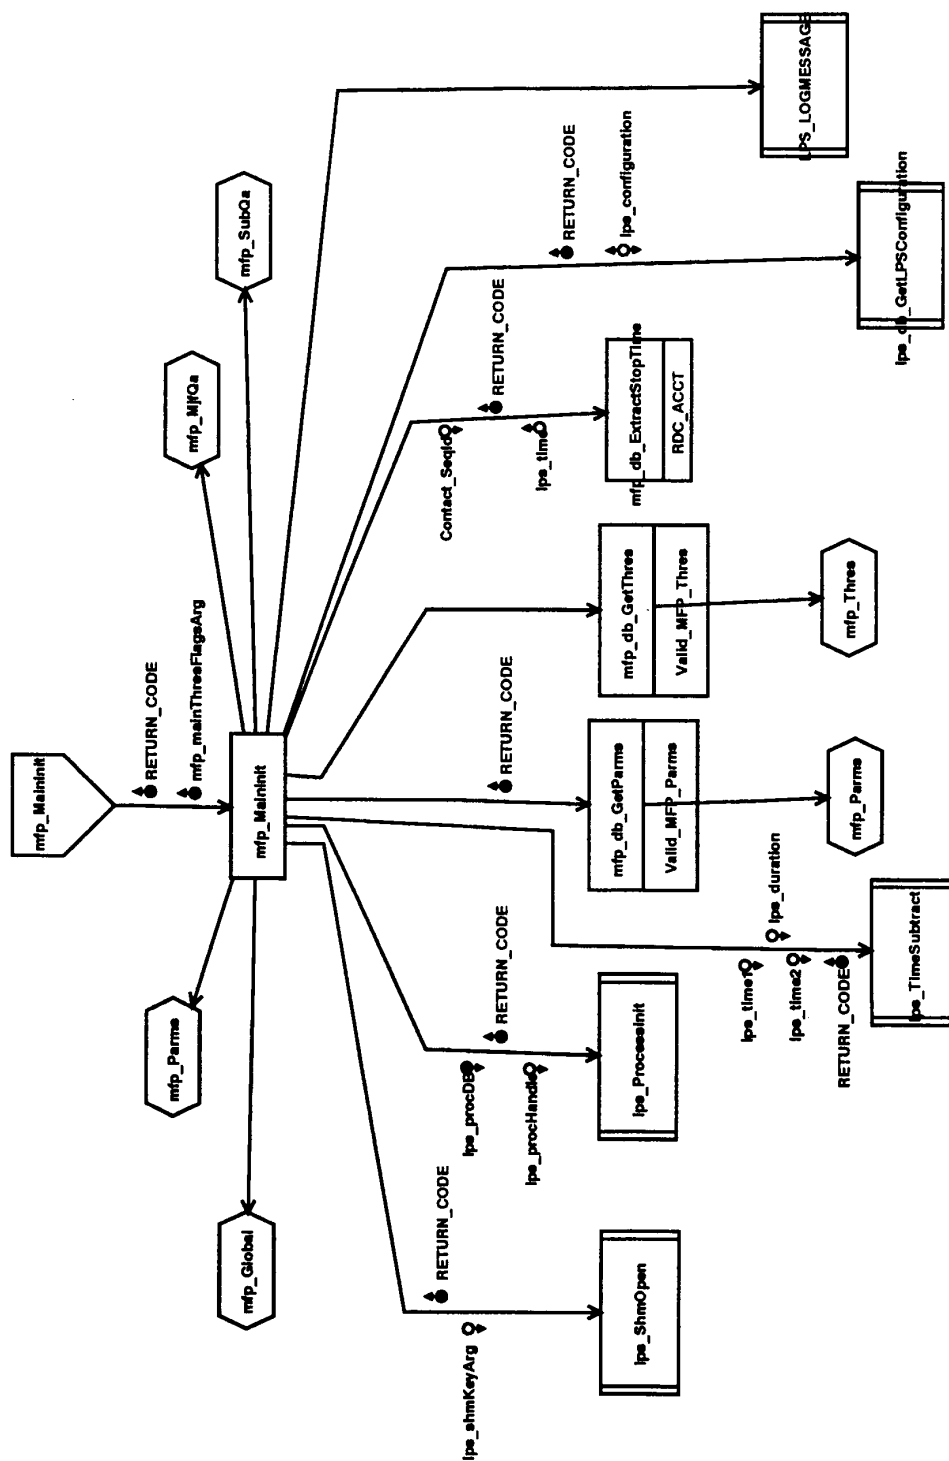 mfp_MainInit
RETURN_CODE
mfp_mainThresFlagsArg
mfp_MainInit
mfp_Global
mfp_Parms
mfp_MjfQa
mfp_SubQa
lps_shmKeyArg
RETURN_CODE
lps_ShmOpen
lps_procDB
RETURN_CODE
lps_procHandle
lps_ProcessInit
lps_time1
lps_duration
lps_time2
RETURN_CODE
lps_TimeSubtract
RETURN_CODE
mfp_db_GetParms
Valid_MFP_Parms
mfp_Parms
mfp_db_GetThres
Valid_MFP_Thres
mfp_Thres
Contact_SeqId
RETURN_CODE
lps_time
mfp_db_ExtractStopTime
RDC_ACCT
RETURN_CODE
lps_configuration
lps_db_GetLPSConfiguration
LPS_LOGMESSAGE